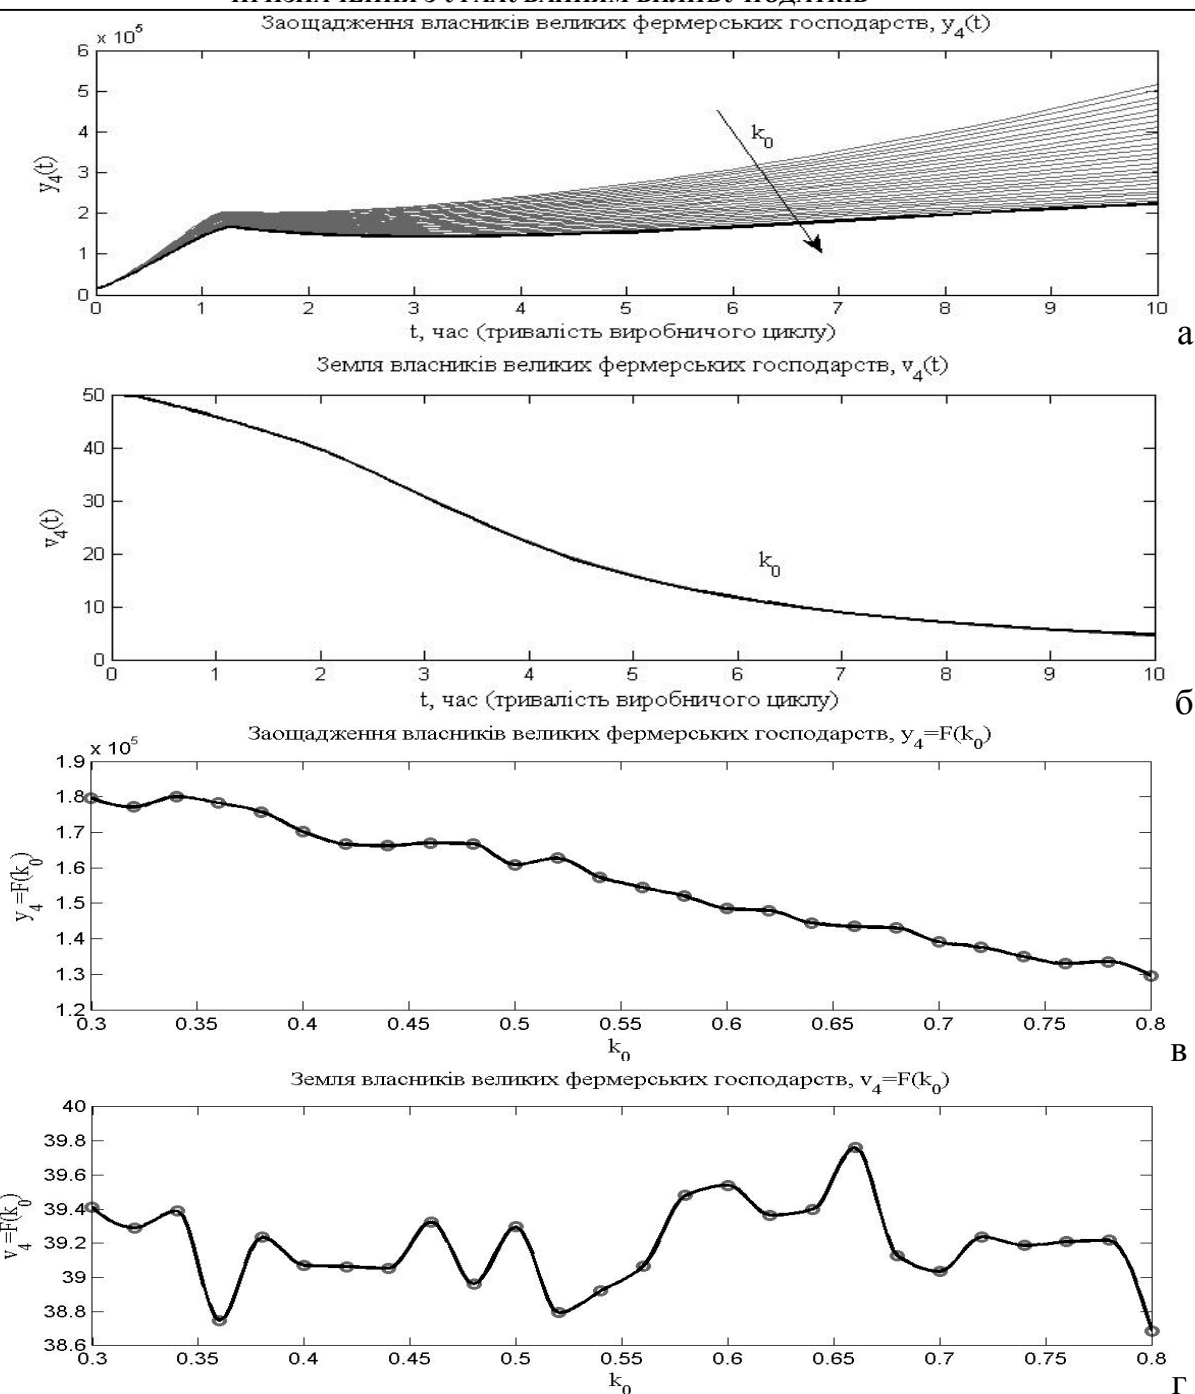 ПРИЗНАЧЕННЯ З УРАХУВАННЯМ ВПЛИВУ ПОДАТКІВ
Заощадження власників великих фермерських господарств, y4(t)
x 10^5
6
5
4
3
2
1
0
y4(t)
k0
0 1 2 3 4 5 6 7 8 9 10
t, час (тривалість виробничого циклу)
а
Земля власників великих фермерських господарств, v4(t)
50
40
30
20
10
0
v4(t)
k0
0 1 2 3 4 5 6 7 8 9 10
t, час (тривалість виробничого циклу)
б
Заощадження власників великих фермерських господарств, y4=F(k0)
x 10^5
1.9
1.8
1.7
1.6
1.5
1.4
1.3
1.2
y4=F(k0)
0.3 0.35 0.4 0.45 0.5 0.55 0.6 0.65 0.7 0.75 0.8
k0
в
Земля власників великих фермерських господарств, v4=F(k0)
40
39.8
39.6
39.4
39.2
39
38.8
38.6
v4=F(k0)
0.3 0.35 0.4 0.45 0.5 0.55 0.6 0.65 0.7 0.75 0.8
k0
г